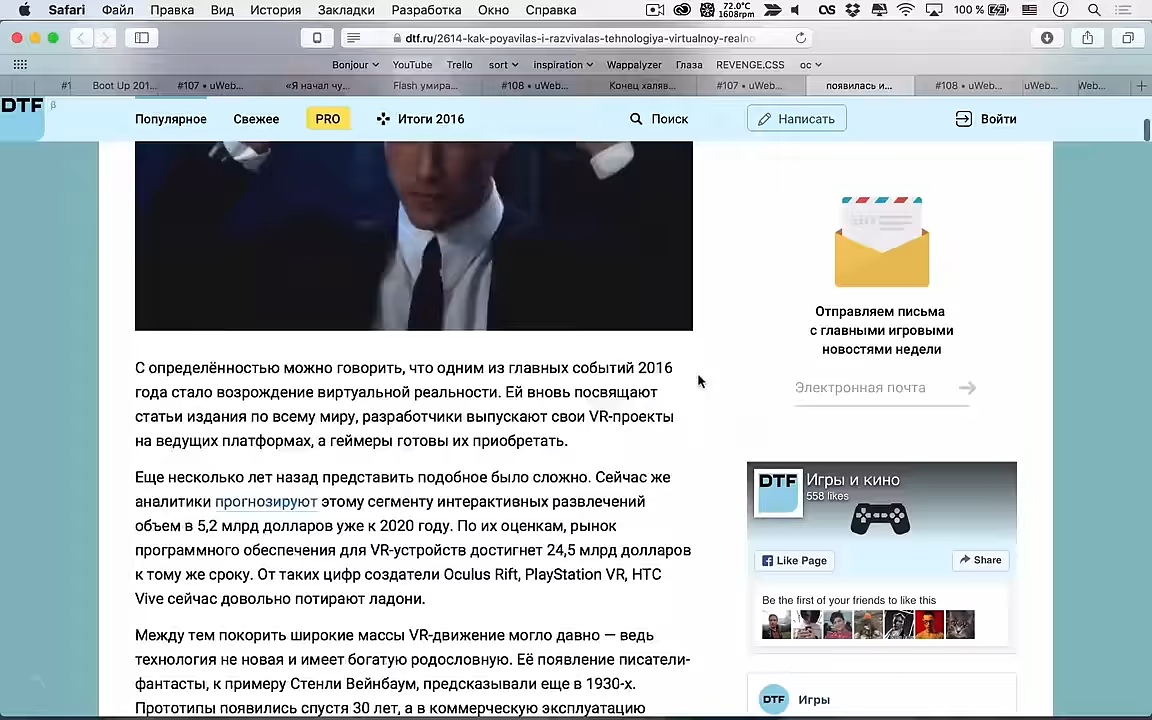 Safari Файл Правка Вид История Закладки Разработка Окно Справка 72.0°C 1608rpm 100 %
dtf.ru/2614-kak-poyavilas-i-razvivalas-tehnologiya-virtualnoy-realno
Bonjour YouTube Trello sort inspiration Wappalyzer Глаза REVENGE.CSS ос
#1 Boot Up 201... #107 • uWeb... «Я начал чу... Flash умира... #108 • uWeb... Конец халяв... #107 • uWeb... появилась и... #108 • uWeb... uWeb... Web...
DTF β
Популярное Свежее PRO Итоги 2016 Поиск Написать Войти
С определённостью можно говорить, что одним из главных событий 2016
года стало возрождение виртуальной реальности. Ей вновь посвящают
статьи издания по всему миру, разработчики выпускают свои VR-проекты
на ведущих платформах, а геймеры готовы их приобретать.
Еще несколько лет назад представить подобное было сложно. Сейчас же
аналитики прогнозируют этому сегменту интерактивных развлечений
объем в 5,2 млрд долларов уже к 2020 году. По их оценкам, рынок
программного обеспечения для VR-устройств достигнет 24,5 млрд долларов
к тому же сроку. От таких цифр создатели Oculus Rift, PlayStation VR, HTC
Vive сейчас довольно потирают ладони.
Между тем покорить широкие массы VR-движение могло давно — ведь
технология не новая и имеет богатую родословную. Её появление писатели-
фантасты, к примеру Стенли Вейнбаум, предсказывали еще в 1930-х.
Прототипы появились спустя 30 лет, а в коммерческую эксплуатацию
Отправляем письма
с главными игровыми
новостями недели
Электронная почта
DTF
Игры и кино
558 likes
Like Page Share
Be the first of your friends to like this
DTF Игры